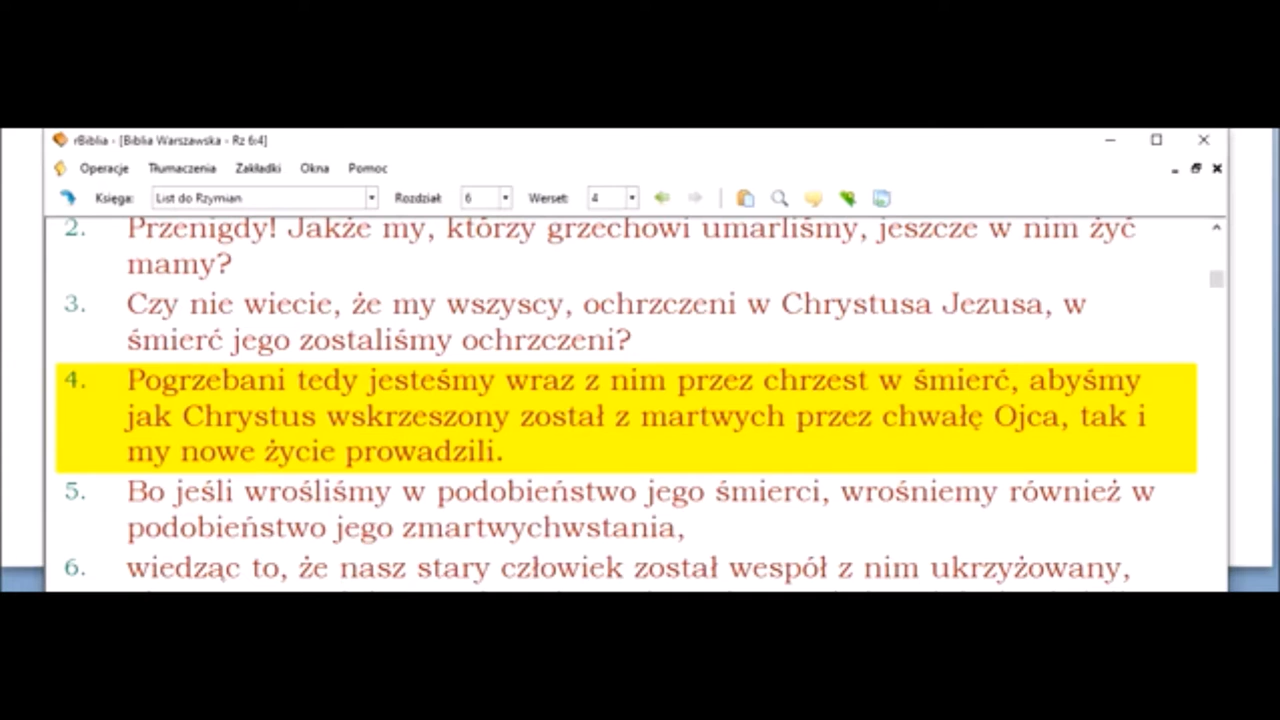 rBiblia - [Biblia Warszawska - Rz 6:4]
Operacje Tłumaczenia Zakładki Okna Pomoc
Księga: List do Rzymian Rozdział 6 Werset: 4
2. Przenigdy! Jakże my, którzy grzechowi umarliśmy, jeszcze w nim żyć
mamy?
3. Czy nie wiecie, że my wszyscy, ochrzczeni w Chrystusa Jezusa, w
śmierć jego zostaliśmy ochrzczeni?
4. Pogrzebani tedy jesteśmy wraz z nim przez chrzest w śmierć, abyśmy
jak Chrystus wskrzeszony został z martwych przez chwałę Ojca, tak i
my nowe życie prowadzili.
5. Bo jeśli wrośliśmy w podobieństwo jego śmierci, wrośniemy również w
podobieństwo jego zmartwychwstania,
6. wiedząc to, że nasz stary człowiek został wespół z nim ukrzyżowany,